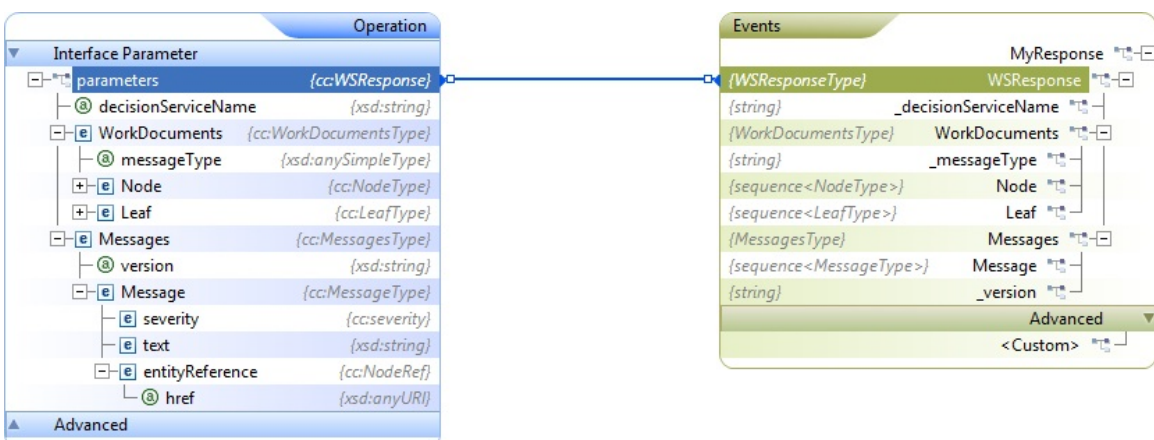 Operation
Interface Parameter
parameters {cc:WSResponse}
decisionServiceName {xsd:string}
WorkDocuments {cc:WorkDocumentsType}
messageType {xsd:anySimpleType}
Node {cc:NodeType}
Leaf {cc:LeafType}
Messages {cc:MessagesType}
version {xsd:string}
Message {cc:MessageType}
severity {cc:severity}
text {xsd:string}
entityReference {cc:NodeRef}
href {xsd:anyURI}
Advanced
Events
MyResponse
{WSResponseType} WSResponse
{string} _decisionServiceName
{WorkDocumentsType} WorkDocuments
{string} _messageType
{sequence<NodeType>} Node
{sequence<LeafType>} Leaf
{MessagesType} Messages
{sequence<MessageType>} Message
{string} _version
Advanced
<Custom>